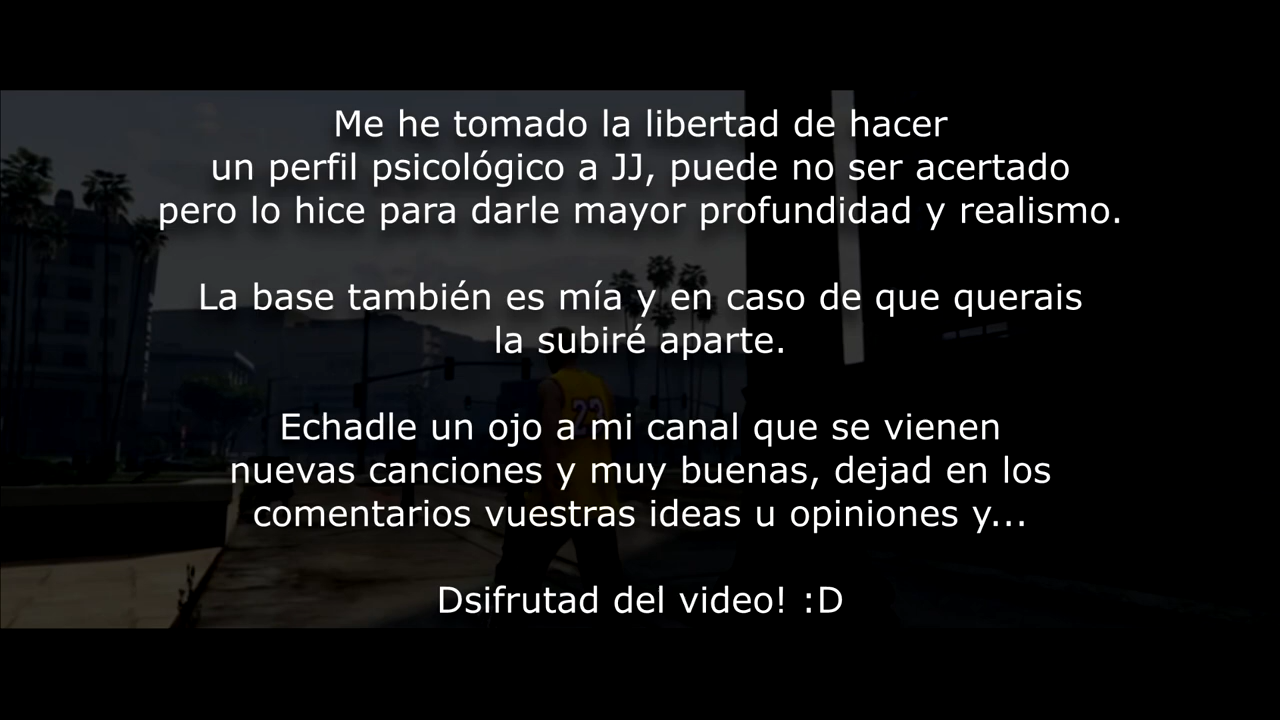 Me he tomado la libertad de hacer
un perfil psicológico a JJ, puede no ser acertado
pero lo hice para darle mayor profundidad y realismo.
La base también es mía y en caso de que querais
la subiré aparte.
Echadle un ojo a mi canal que se vienen
nuevas canciones y muy buenas, dejad en los
comentarios vuestras ideas u opiniones y...
Dsifrutad del video! :D
23